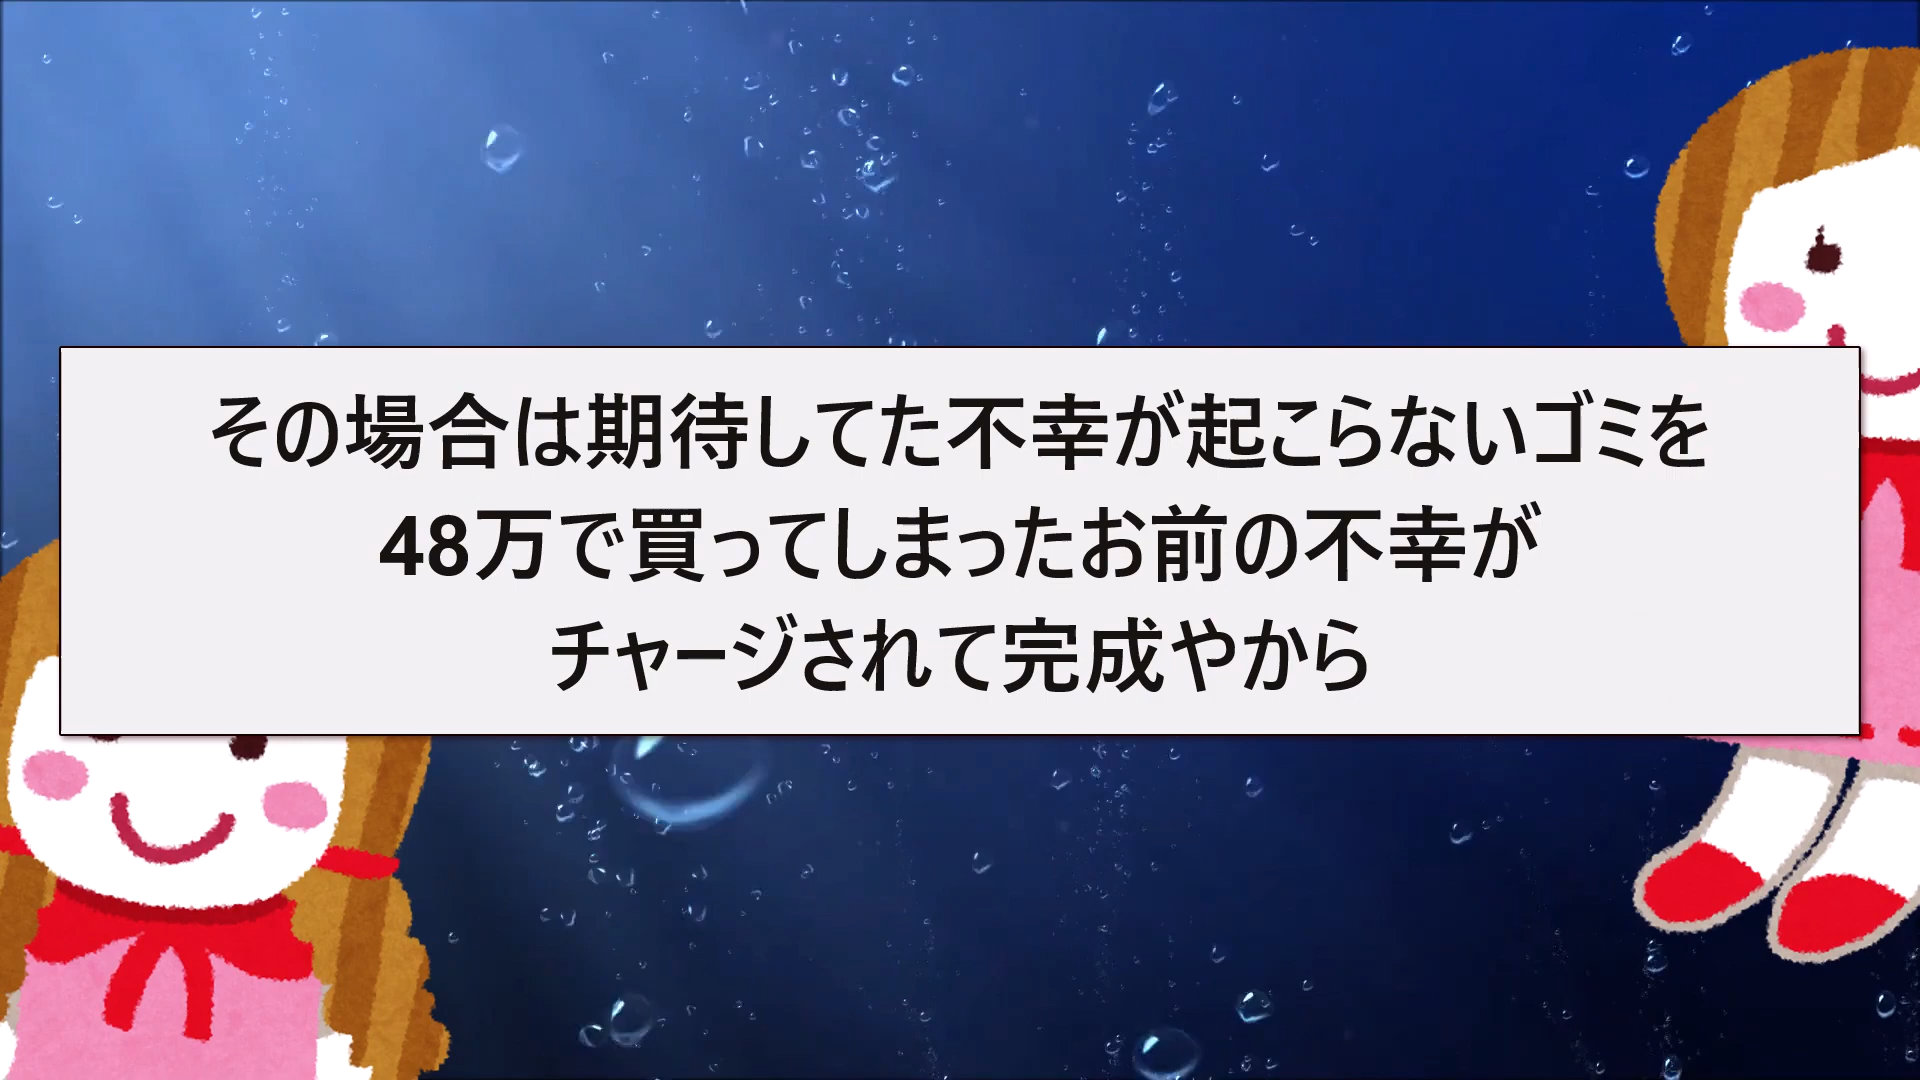 その場合は期待してた不幸が起こらないゴミを
48万で買ってしまったお前の不幸が
チャージされて完成やから